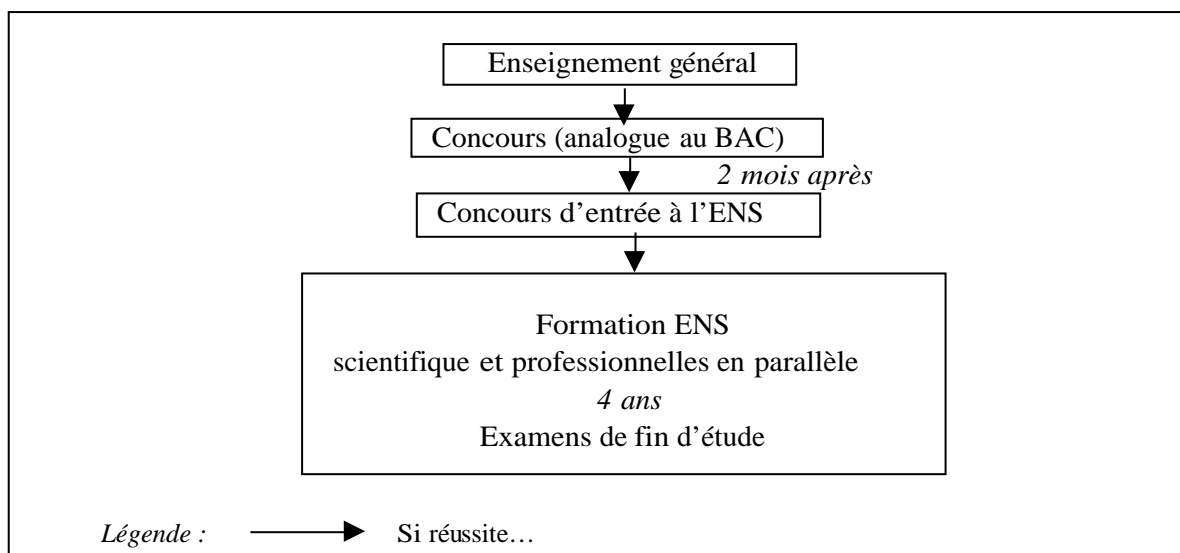 Enseignement général
Concours (analogue au BAC)
2 mois après
Concours d’entrée à l’ENS
Formation ENS
scientifique et professionnelles en parallèle
4 ans
Examens de fin d’étude
Légende :
Si réussite…